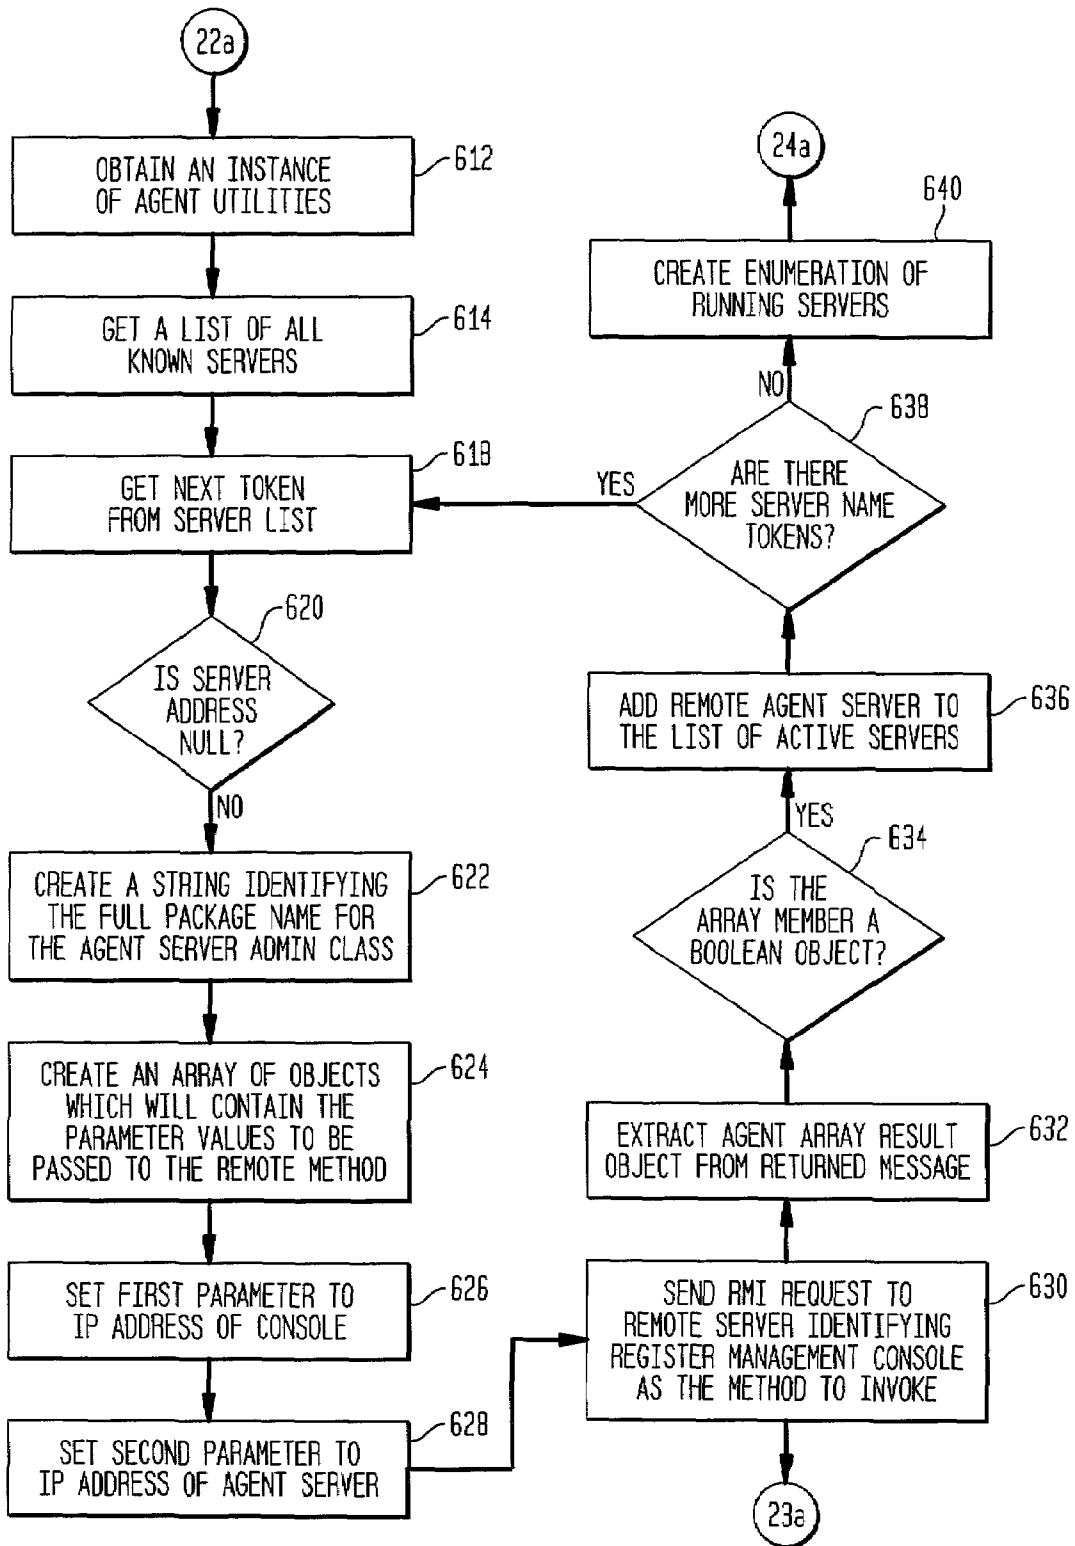 22a
OBTAIN AN INSTANCE
OF AGENT UTILITIES
612
GET A LIST OF ALL
KNOWN SERVERS
614
GET NEXT TOKEN
FROM SERVER LIST
618
IS SERVER
ADDRESS
NULL?
620
NO
CREATE A STRING IDENTIFYING
THE FULL PACKAGE NAME FOR
THE AGENT SERVER ADMIN CLASS
622
CREATE AN ARRAY OF OBJECTS
WHICH WILL CONTAIN THE
PARAMETER VALUES TO BE
PASSED TO THE REMOTE METHOD
624
SET FIRST PARAMETER TO
IP ADDRESS OF CONSOLE
626
SET SECOND PARAMETER TO
IP ADDRESS OF AGENT SERVER
628
24a
640
CREATE ENUMERATION OF
RUNNING SERVERS
NO
638
YES
ARE THERE
MORE SERVER NAME
TOKENS?
ADD REMOTE AGENT SERVER TO
THE LIST OF ACTIVE SERVERS
636
YES
634
IS THE
ARRAY MEMBER A
BOOLEAN OBJECT?
EXTRACT AGENT ARRAY RESULT
OBJECT FROM RETURNED MESSAGE
632
SEND RMI REQUEST TO
REMOTE SERVER IDENTIFYING
REGISTER MANAGEMENT CONSOLE
AS THE METHOD TO INVOKE
630
23a